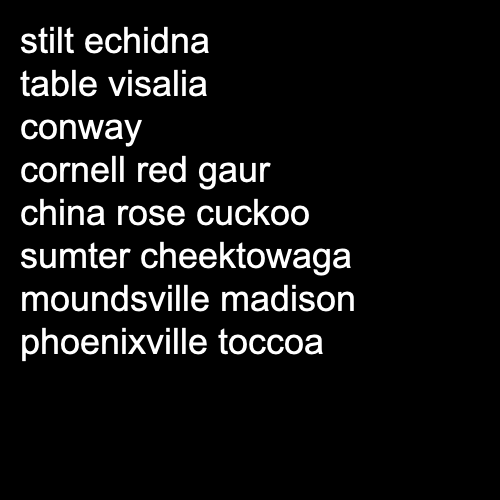 stilt echidna
table visalia
conway
cornell red gaur
china rose cuckoo
sumter cheektowaga
moundsville madison
phoenixville toccoa